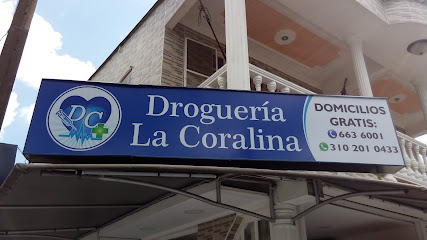 DC
Droguería
La Coralina
DOMICILIOS
GRATIS:
663 6001
310 201 0433